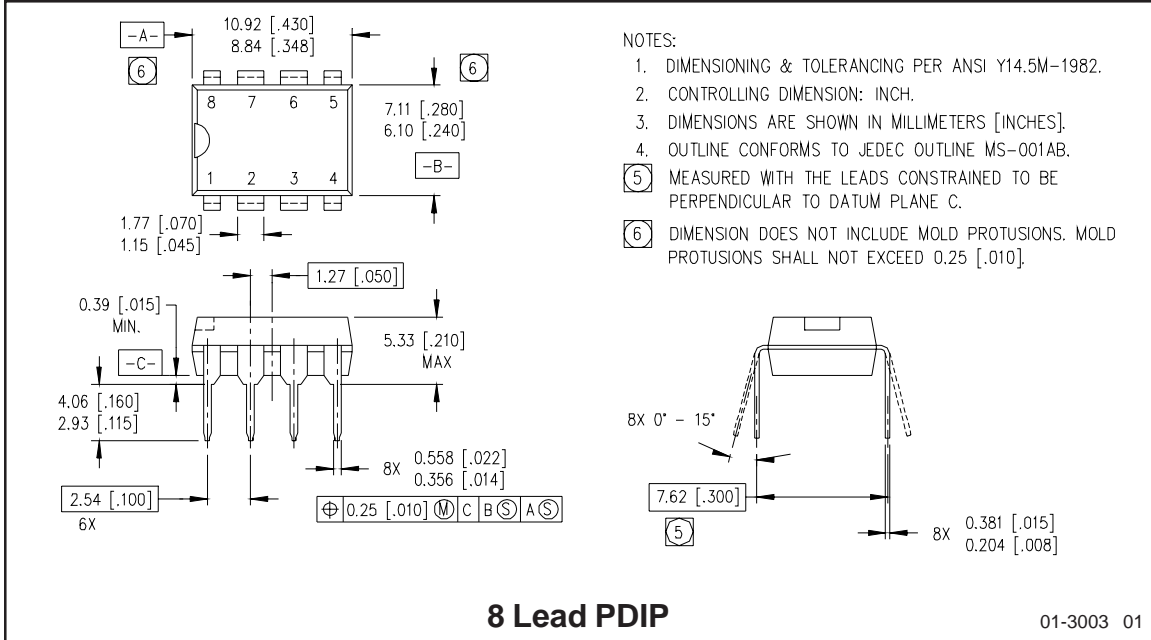 -A-
10.92 [.430]
8.84 [.348]
6
6
8 7 6 5
1 2 3 4
7.11 [.280]
6.10 [.240]
-B-
1.77 [.070]
1.15 [.045]
1.27 [.050]
0.39 [.015]
MIN.
-C-
5.33 [.210]
MAX
4.06 [.160]
2.93 [.115]
2.54 [.100]
6X
8X 0.558 [.022]
0.356 [.014]
⌖ 0.25 [.010] Ⓜ C B Ⓢ A Ⓢ
NOTES:
1. DIMENSIONING & TOLERANCING PER ANSI Y14.5M-1982.
2. CONTROLLING DIMENSION: INCH.
3. DIMENSIONS ARE SHOWN IN MILLIMETERS [INCHES].
4. OUTLINE CONFORMS TO JEDEC OUTLINE MS-001AB.
5 MEASURED WITH THE LEADS CONSTRAINED TO BE
PERPENDICULAR TO DATUM PLANE C.
6 DIMENSION DOES NOT INCLUDE MOLD PROTUSIONS. MOLD
PROTUSIONS SHALL NOT EXCEED 0.25 [.010].
8X 0° - 15°
7.62 [.300]
5
8X 0.381 [.015]
0.204 [.008]
8 Lead PDIP
01-3003 01